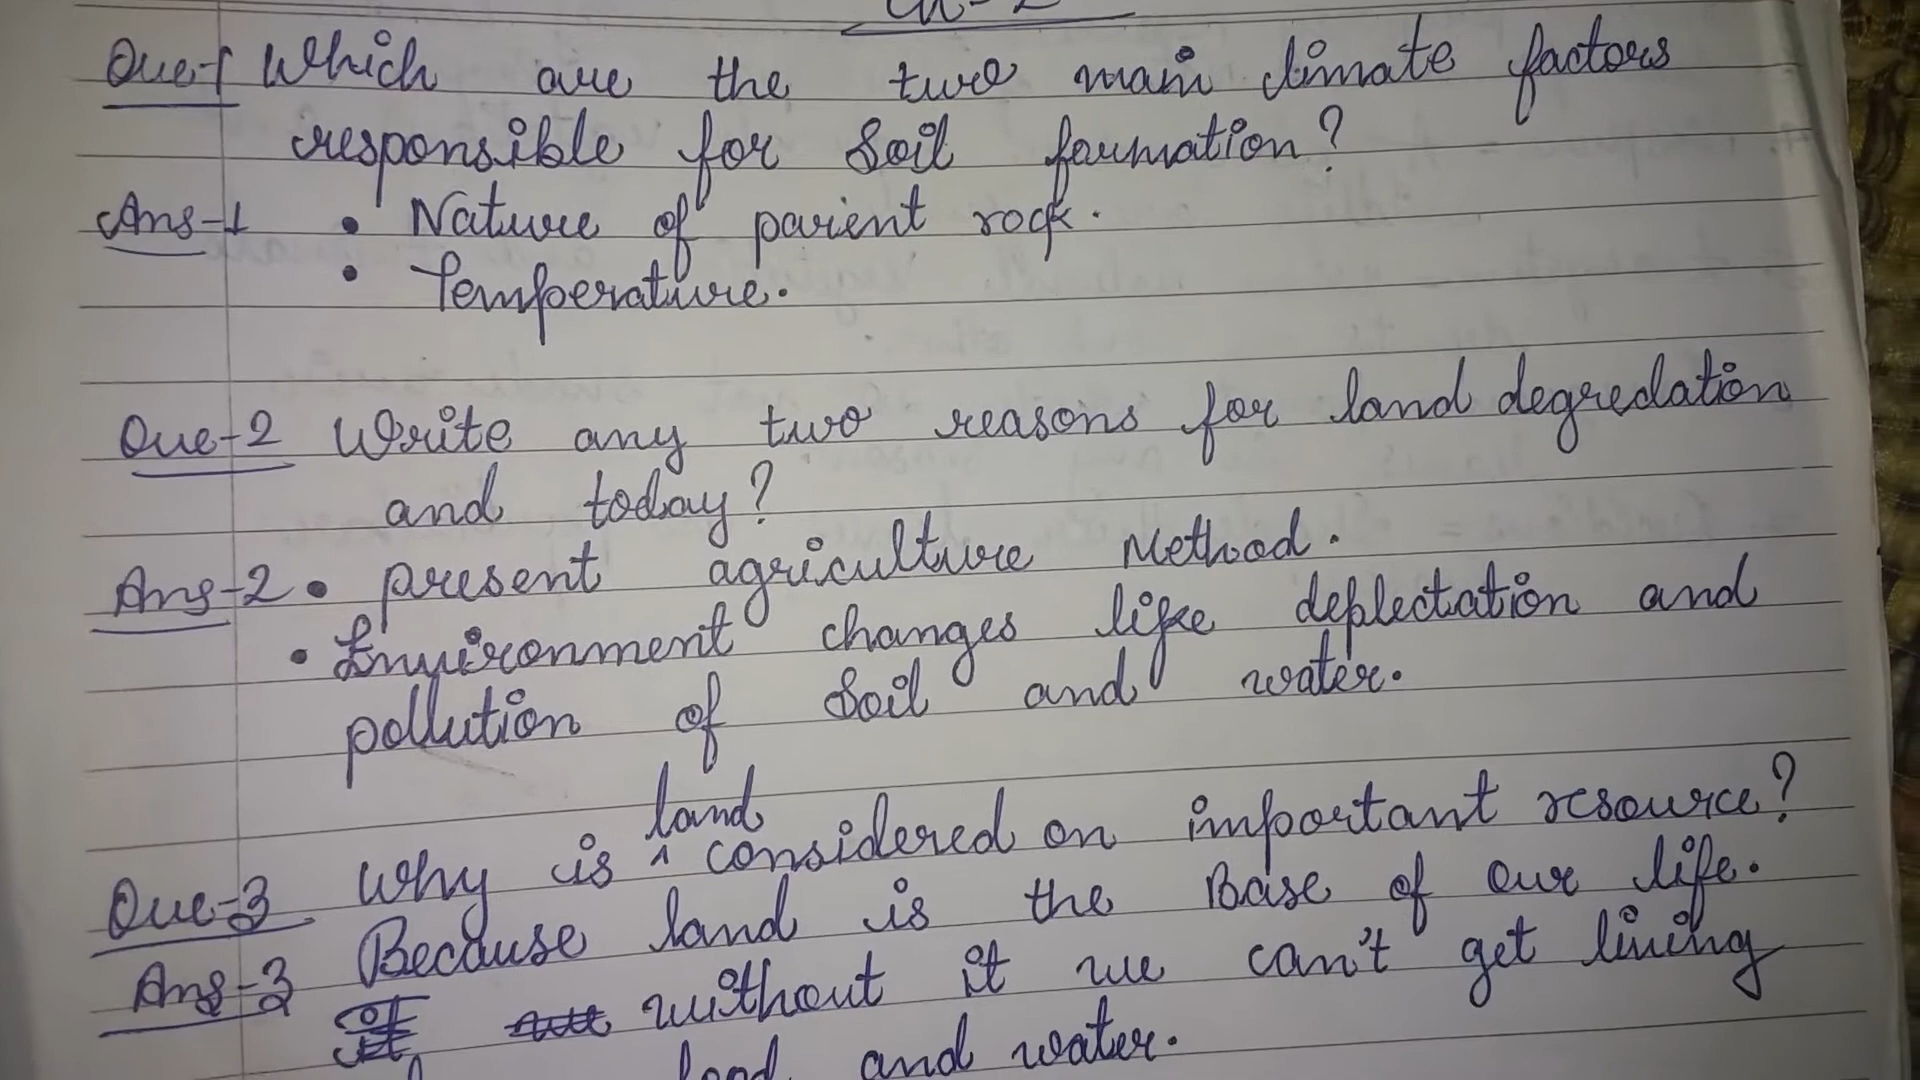 Que-1 Which are the two main climate factors
responsible for Soil formation?
Ans-1 • Nature of parient rock.
• Temperature.
Que-2 Write any two reasons for land degredation
and today?
Ans-2 • present agriculture Method.
• Environment changes like deplectation and
pollution of Soil and water.
land
Que-3 Why is ^ considered on important resource?
Ans-3 Because land is the Base of our life.
without it we can't get lining
and water.